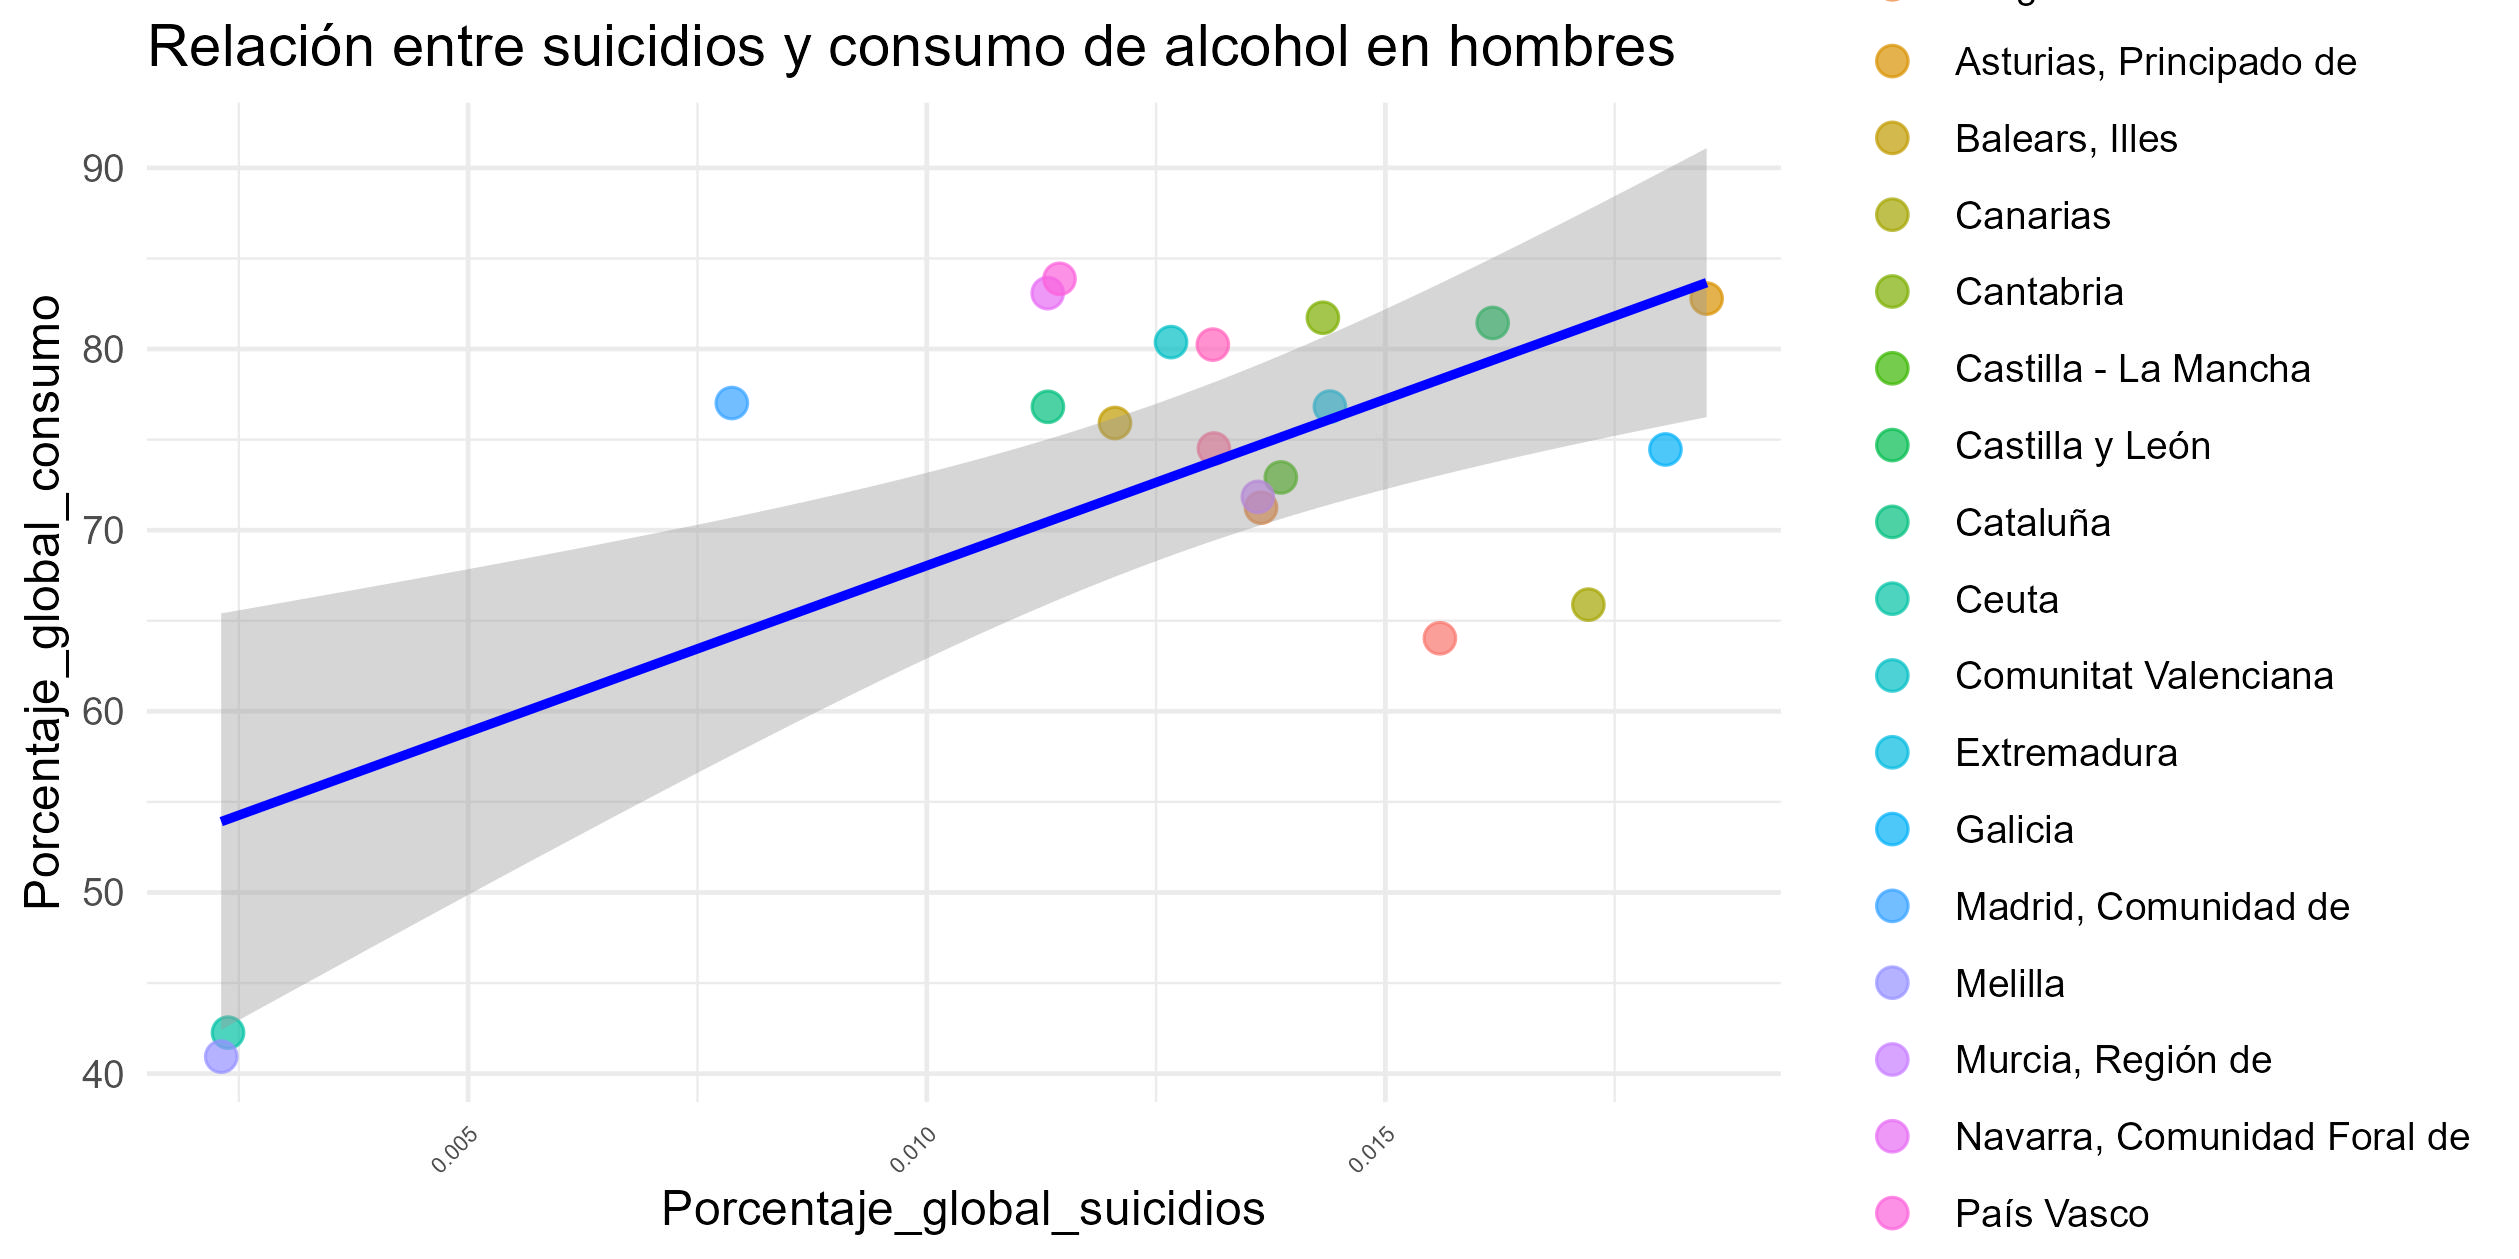 Relación entre suicidios y consumo de alcohol en hombres
Porcentaje_global_consumo
90
80
70
60
50
40
0.005
0.010
0.015
Porcentaje_global_suicidios
Asturias, Principado de
Balears, Illes
Canarias
Cantabria
Castilla - La Mancha
Castilla y León
Cataluña
Ceuta
Comunitat Valenciana
Extremadura
Galicia
Madrid, Comunidad de
Melilla
Murcia, Región de
Navarra, Comunidad Foral de
País Vasco